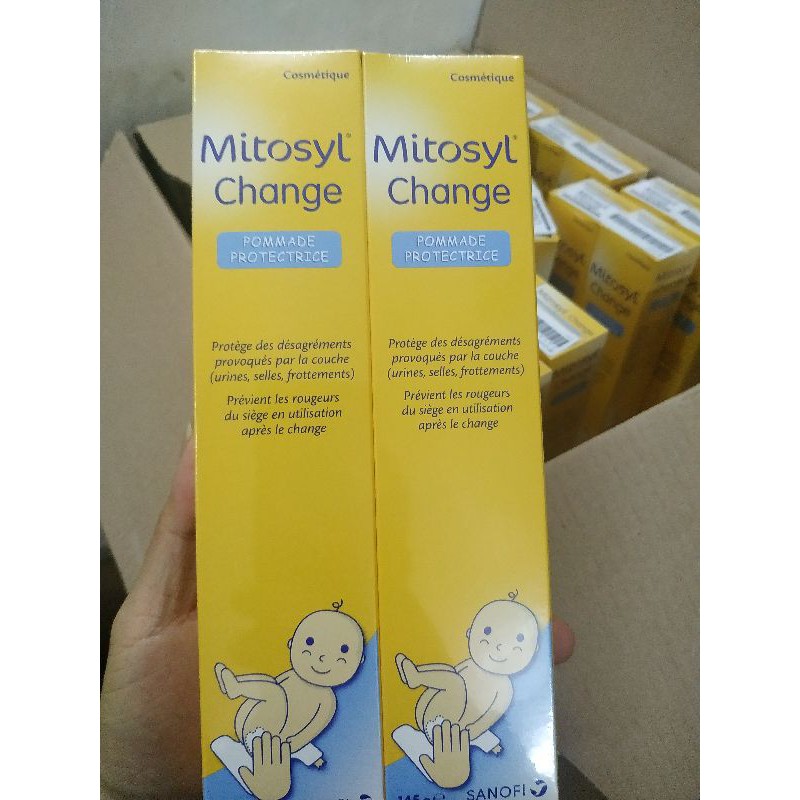 Cosmétique
Mitosyl®
Change
POMMADE
PROTECTRICE
Protège des désagréments
provoqués par la couche
(urines, selles, frottements)
Prévient les rougeurs
du siège en utilisation
après le change
Cosmétique
Mitosyl®
Change
POMMADE
PROTECTRICE
Protège des désagréments
provoqués par la couche
(urines, selles, frottements)
Prévient les rougeurs
du siège en utilisation
après le change
SANOFI
Mitosyl
Change